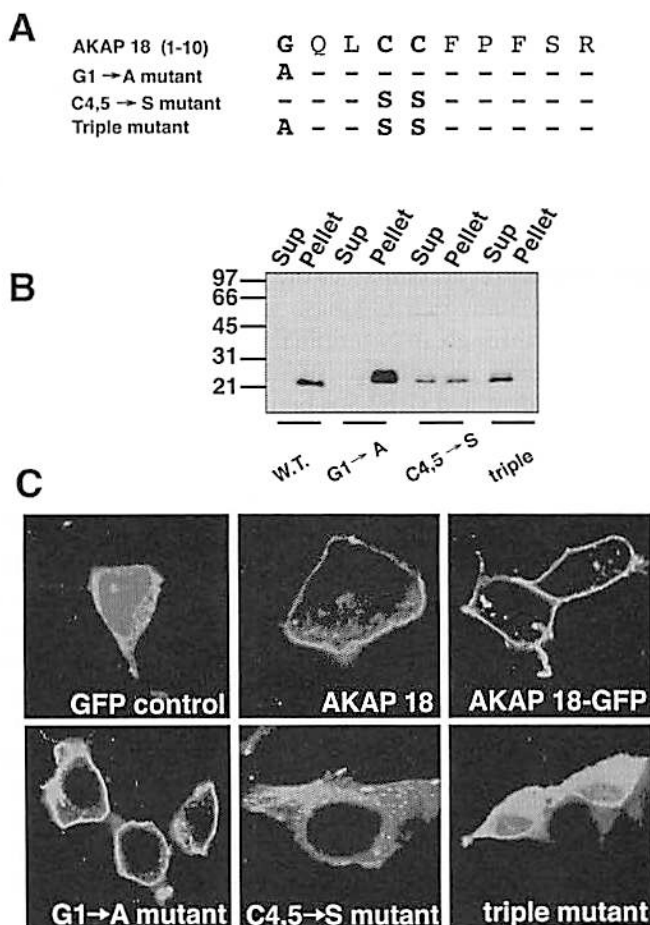 A
AKAP 18 (1-10) G Q L C C F P F S R
G1→A mutant A – – – – – – – – –
C4,5→S mutant – – – S S – – – – –
Triple mutant A – – S S – – – – –
B
Sup Pellet Sup Pellet Sup Pellet Sup Pellet
97
66
45
31
21
W.T. G1→A C4,5→S triple
C
GFP control AKAP 18 AKAP 18-GFP
G1→A mutant C4,5→S mutant triple mutant